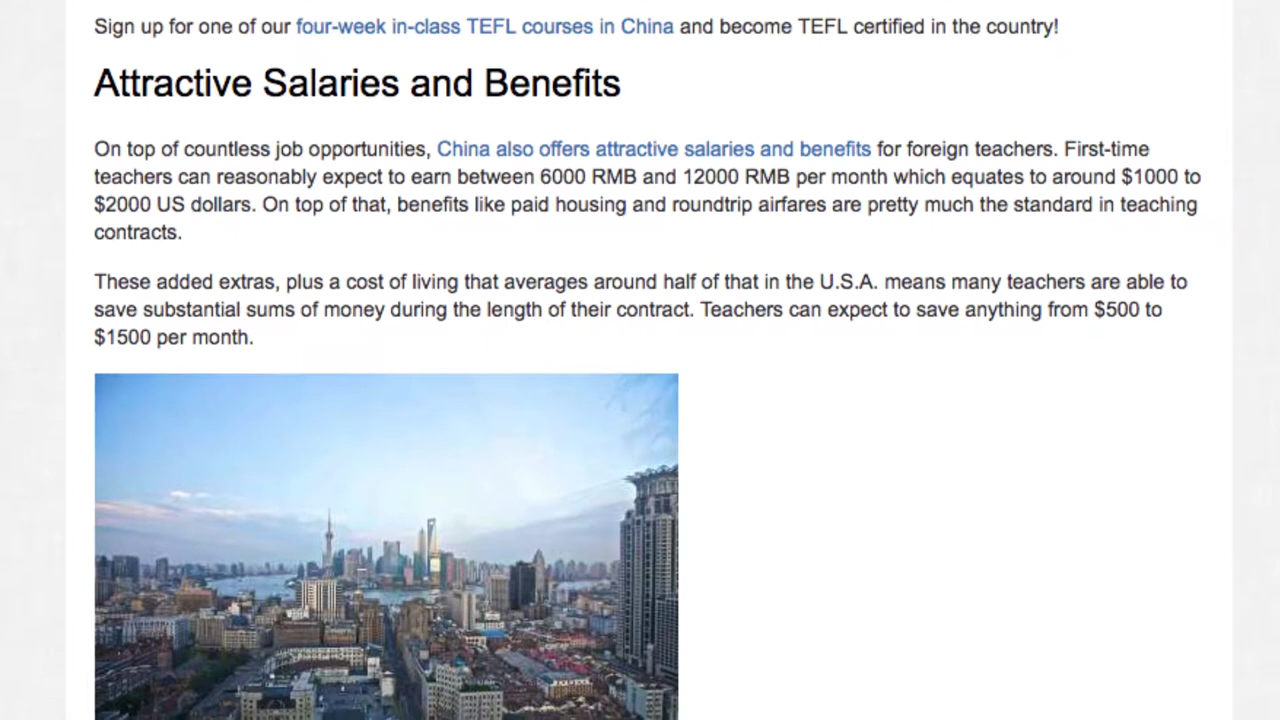 Sign up for one of our four-week in-class TEFL courses in China and become TEFL certified in the country!
Attractive Salaries and Benefits
On top of countless job opportunities, China also offers attractive salaries and benefits for foreign teachers. First-time
teachers can reasonably expect to earn between 6000 RMB and 12000 RMB per month which equates to around $1000 to
$2000 US dollars. On top of that, benefits like paid housing and roundtrip airfares are pretty much the standard in teaching
contracts.
These added extras, plus a cost of living that averages around half of that in the U.S.A. means many teachers are able to
save substantial sums of money during the length of their contract. Teachers can expect to save anything from $500 to
$1500 per month.